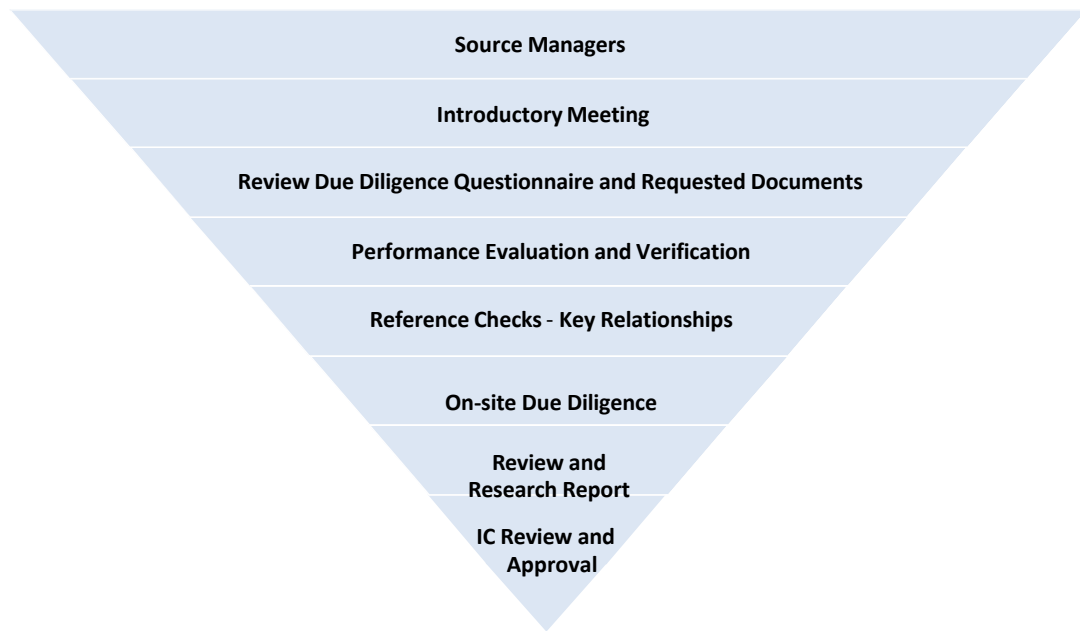 Source Managers
Introductory Meeting
Review Due Diligence Questionnaire and Requested Documents
Performance Evaluation and Verification
Reference Checks - Key Relationships
On-site Due Diligence
Review and
Research Report
IC Review and
Approval